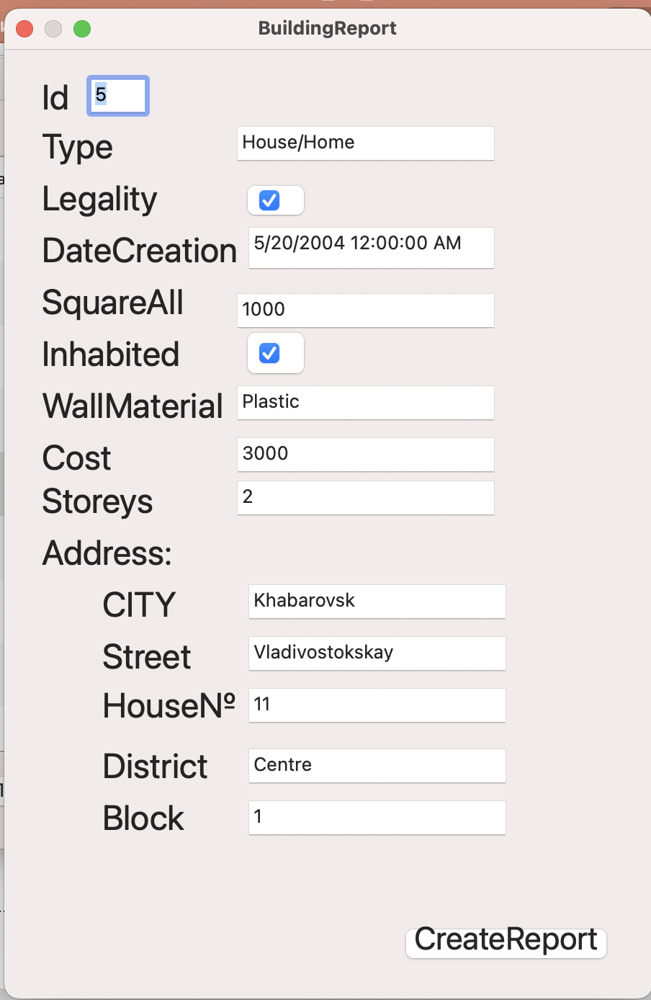 BuildingReport
Id 5
Type House/Home
Legality
DateCreation 5/20/2004 12:00:00 AM
SquareAll 1000
Inhabited
WallMaterial Plastic
Cost 3000
Storeys 2
Address:
CITY Khabarovsk
Street Vladivostokskay
HouseNº 11
District Centre
Block 1
CreateReport